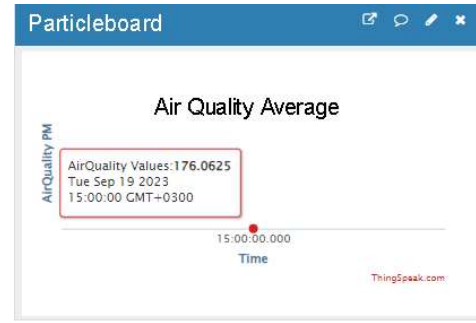 Particleboard
Air Quality Average
AirQuality PM
AirQuality Values:176.0625
Tue Sep 19 2023
15:00:00 GMT+0300
15:00:00.000
Time
ThingSpeak.com